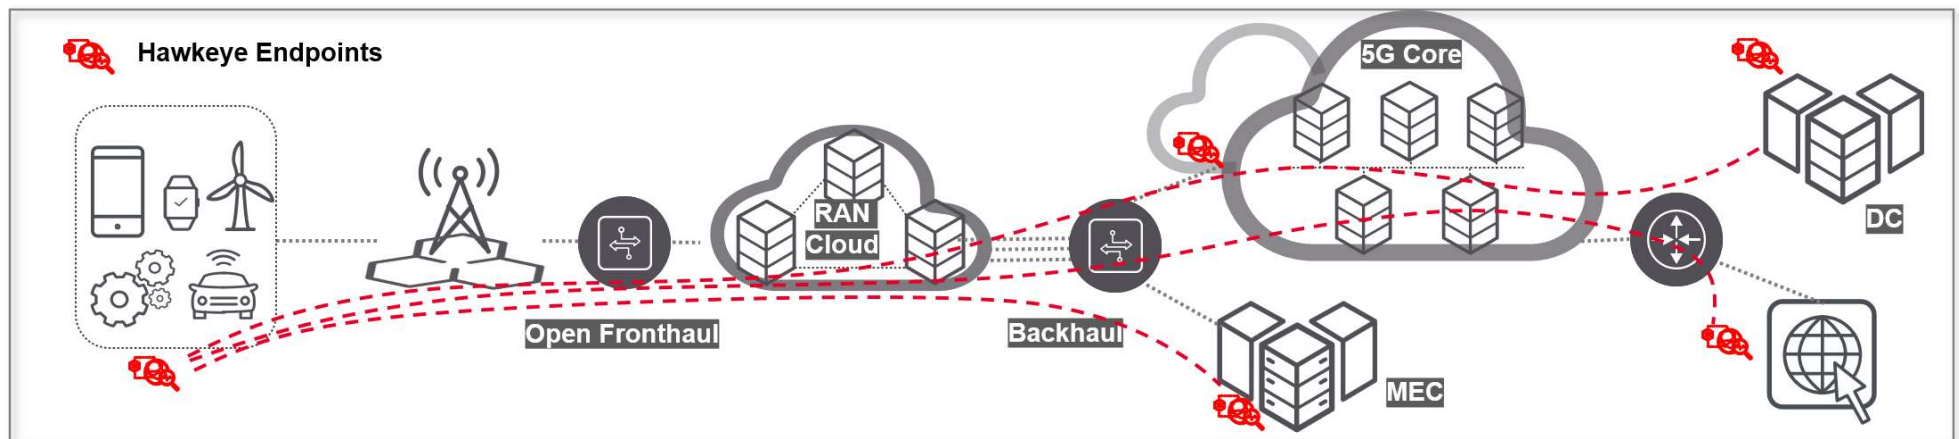 Hawkeye Endpoints
5G Core
RAN
Cloud
DC
Open Fronthaul
Backhaul
MEC